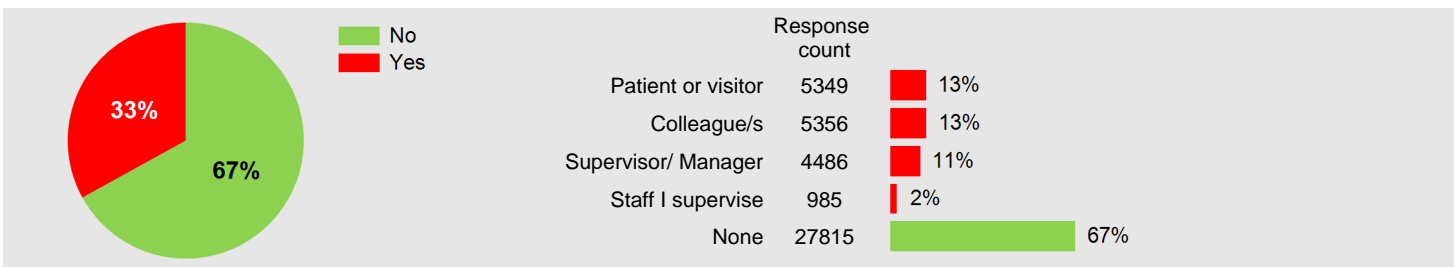 No
Yes
33%
67%
Response
count
Patient or visitor 5349 13%
Colleague/s 5356 13%
Supervisor/ Manager 4486 11%
Staff I supervise 985 2%
None 27815 67%